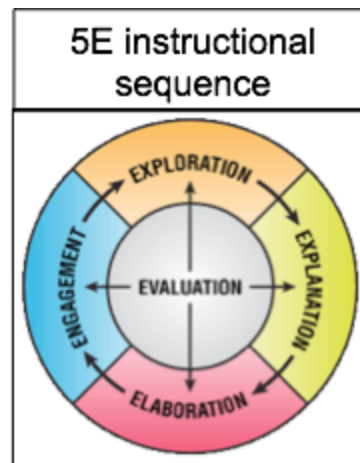 5E instructional
sequence
EXPLORATION
ENGAGEMENT
EVALUATION
EXPLANATION
ELABORATION